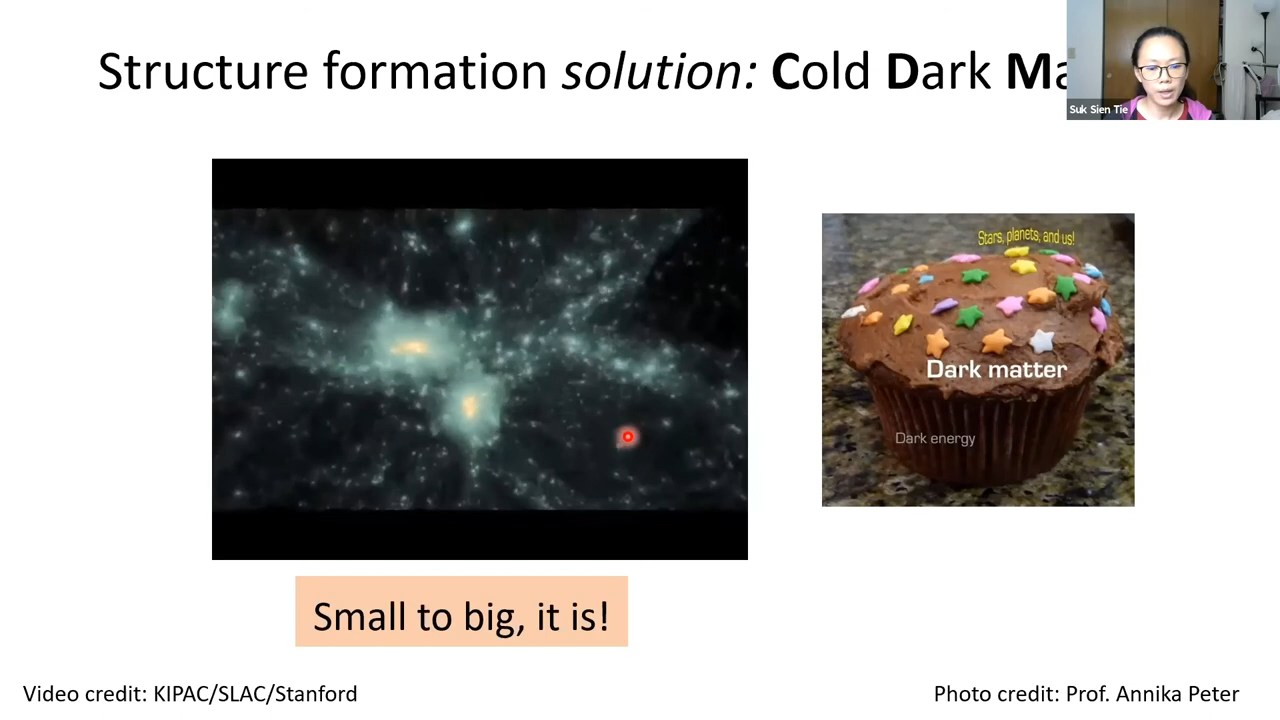 Structure formation solution: Cold Dark
Suk Sien Tie
Stars, planets, and us!
Dark matter
Dark energy
Small to big, it is!
Video credit: KIPAC/SLAC/Stanford
Photo credit: Prof. Annika Peter